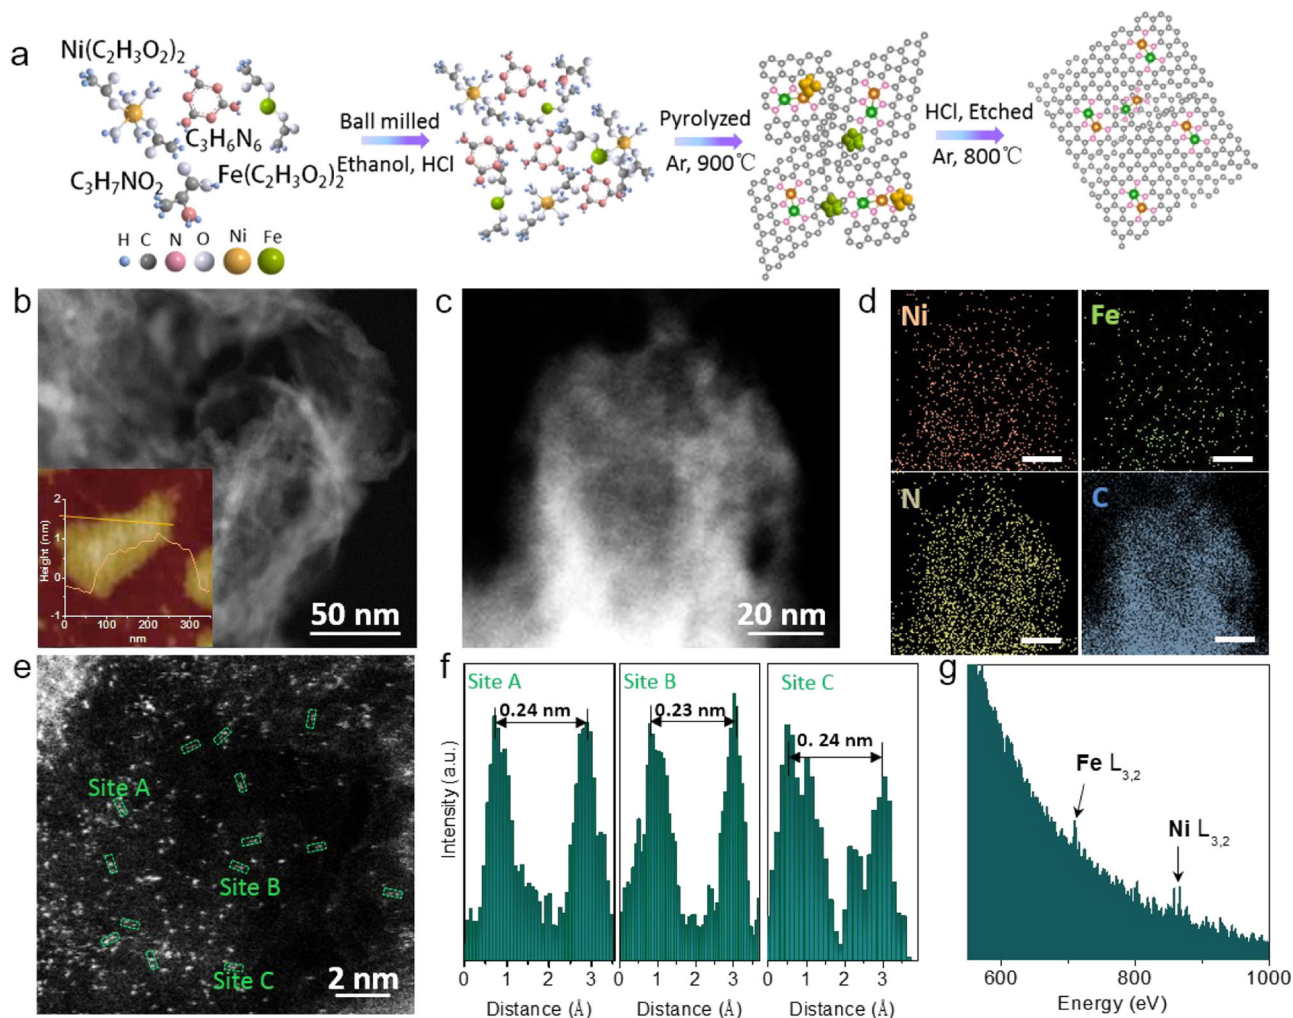 a
Ni(C₂H₃O₂)₂
C₃H₆N₆
C₃H₇NO₂
Fe(C₂H₃O₂)₂
H C N O Ni Fe
Ball milled
Ethanol, HCl
Pyrolyzed
Ar, 900℃
HCl, Etched
Ar, 800℃
b
2
1
0
-1
Height (nm)
0 100 300
nm
50 nm
c
20 nm
d
Ni
Fe
N
C
e
Site A
Site B
Site C
2 nm
f
Site A
0.24 nm
Site B
0.23 nm
Site C
0. 24 nm
Intensity (a.u.)
0 1 2 3
0 1 2 3
0 1 2 3
Distance (Å)
Distance (Å)
Distance (Å)
g
Fe L₃,₂
Ni L₃,₂
600 800 1000
Energy (eV)